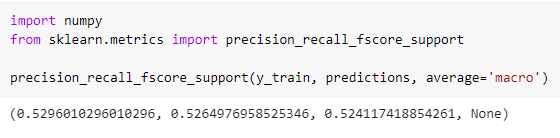 import numpy
from sklearn.metrics import precision_recall_fscore_support
precision_recall_fscore_support(y_train, predictions, average='macro')
(0.5296010296010296, 0.5264976958525346, 0.524117418854261, None)